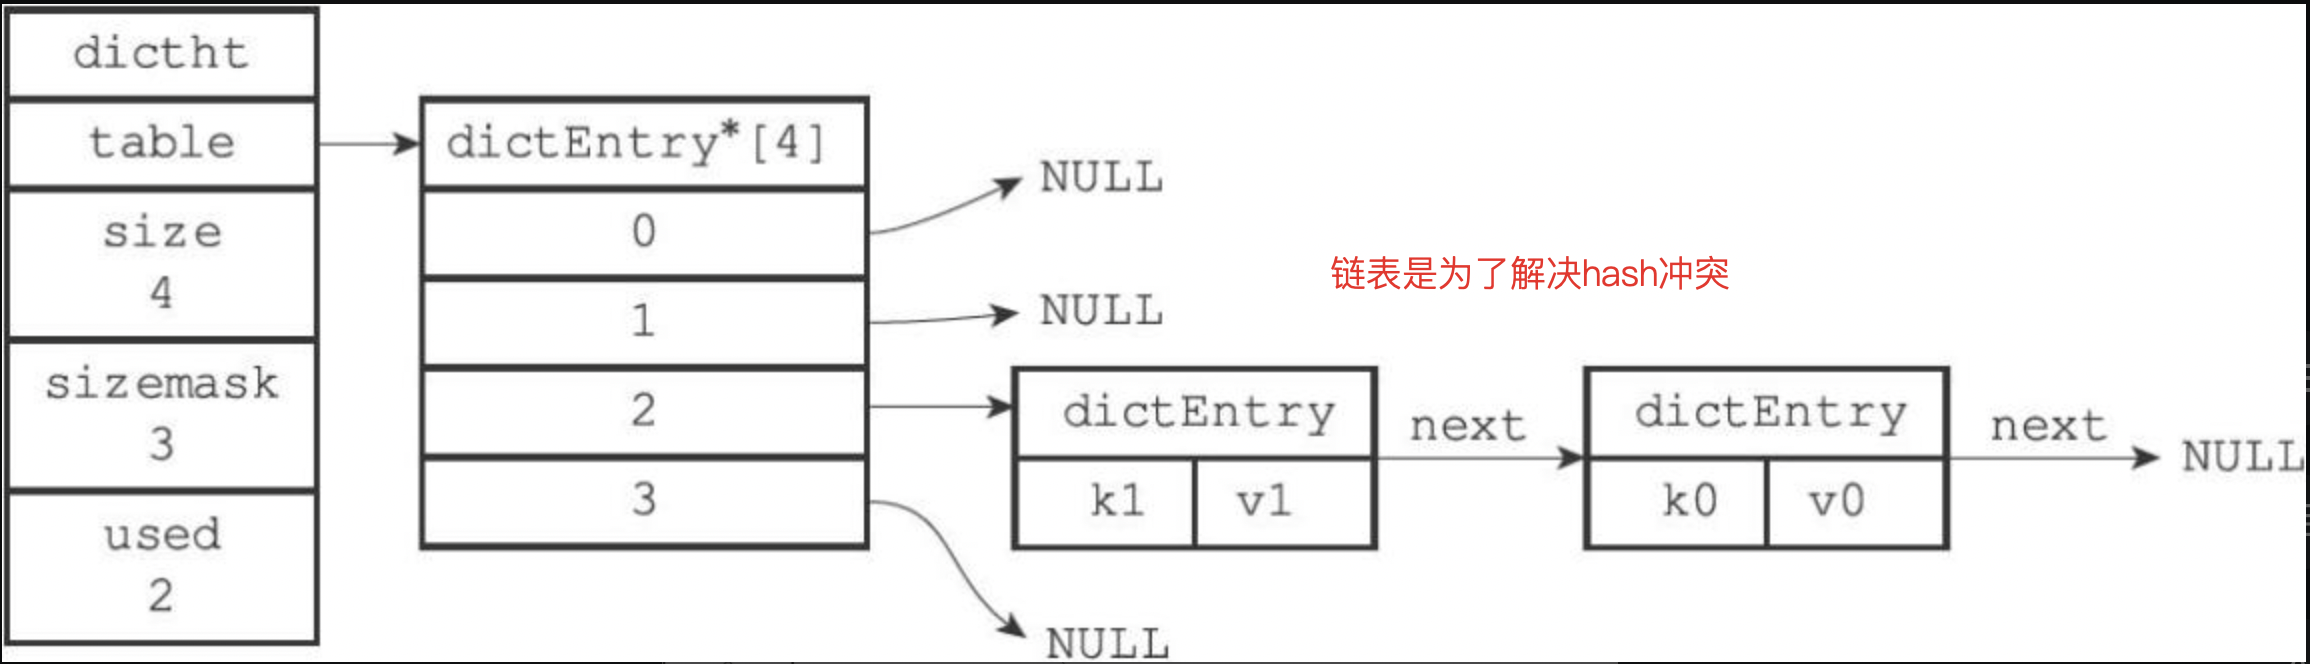 dictht
table
size
4
sizemask
3
used
2
dictEntry*[4]
0
1
2
3
NULL
NULL
链表是为了解决hash冲突
dictEntry
k1 v1
next
dictEntry
k0 v0
next
NULL
NULL